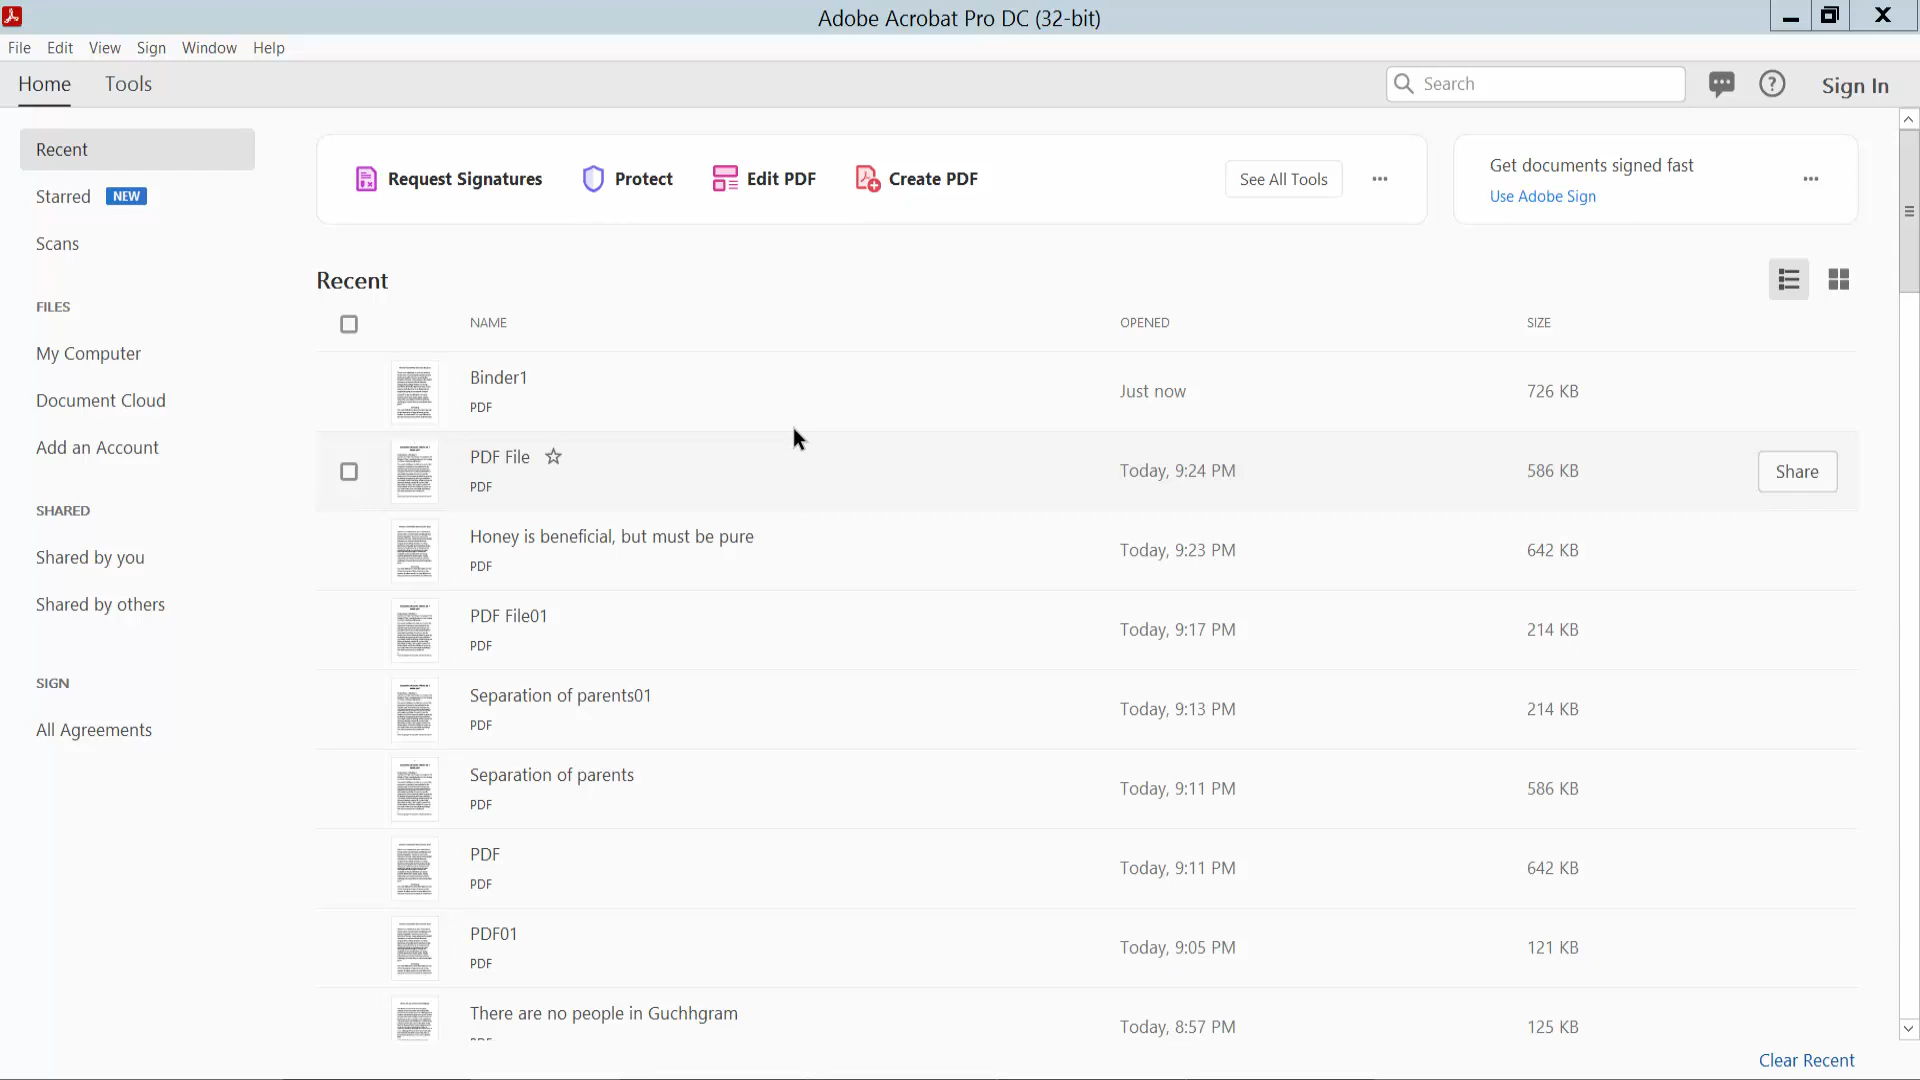 Adobe Acrobat Pro DC (32-bit)
File Edit View Sign Window Help
Home Tools Search Sign In
Recent
Starred NEW
Scans
FILES
My Computer
Document Cloud
Add an Account
SHARED
Shared by you
Shared by others
SIGN
All Agreements
Request Signatures Protect Edit PDF Create PDF See All Tools
Get documents signed fast
Use Adobe Sign
Recent
NAME OPENED SIZE
Binder1
PDF
Just now 726 KB
PDF File
PDF
Today, 9:24 PM 586 KB Share
Honey is beneficial, but must be pure
PDF
Today, 9:23 PM 642 KB
PDF File01
PDF
Today, 9:17 PM 214 KB
Separation of parents01
PDF
Today, 9:13 PM 214 KB
Separation of parents
PDF
Today, 9:11 PM 586 KB
PDF
PDF
Today, 9:11 PM 642 KB
PDF01
PDF
Today, 9:05 PM 121 KB
There are no people in Guchhgram
Today, 8:57 PM 125 KB
Clear Recent